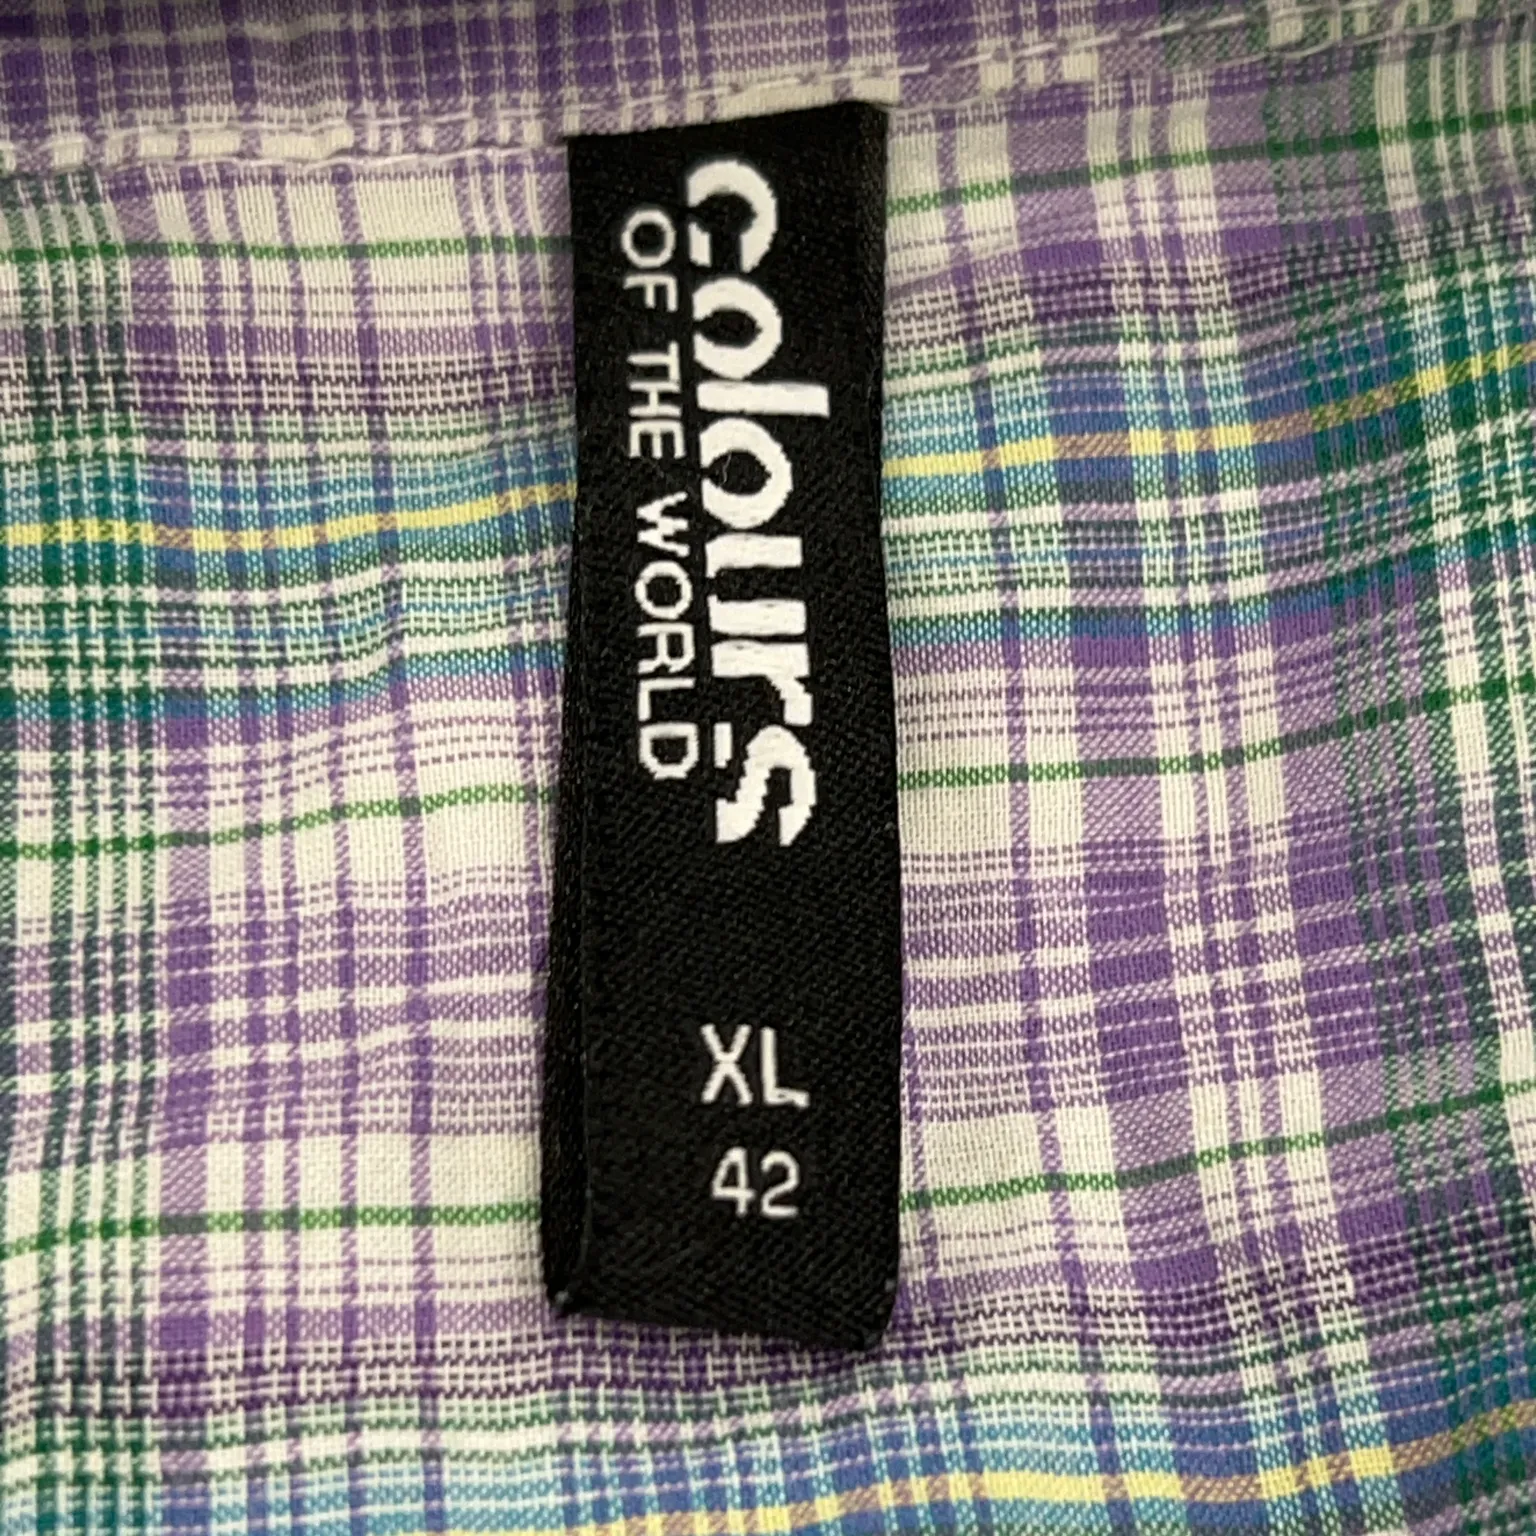 colours
OF THE WORLD
XL
42